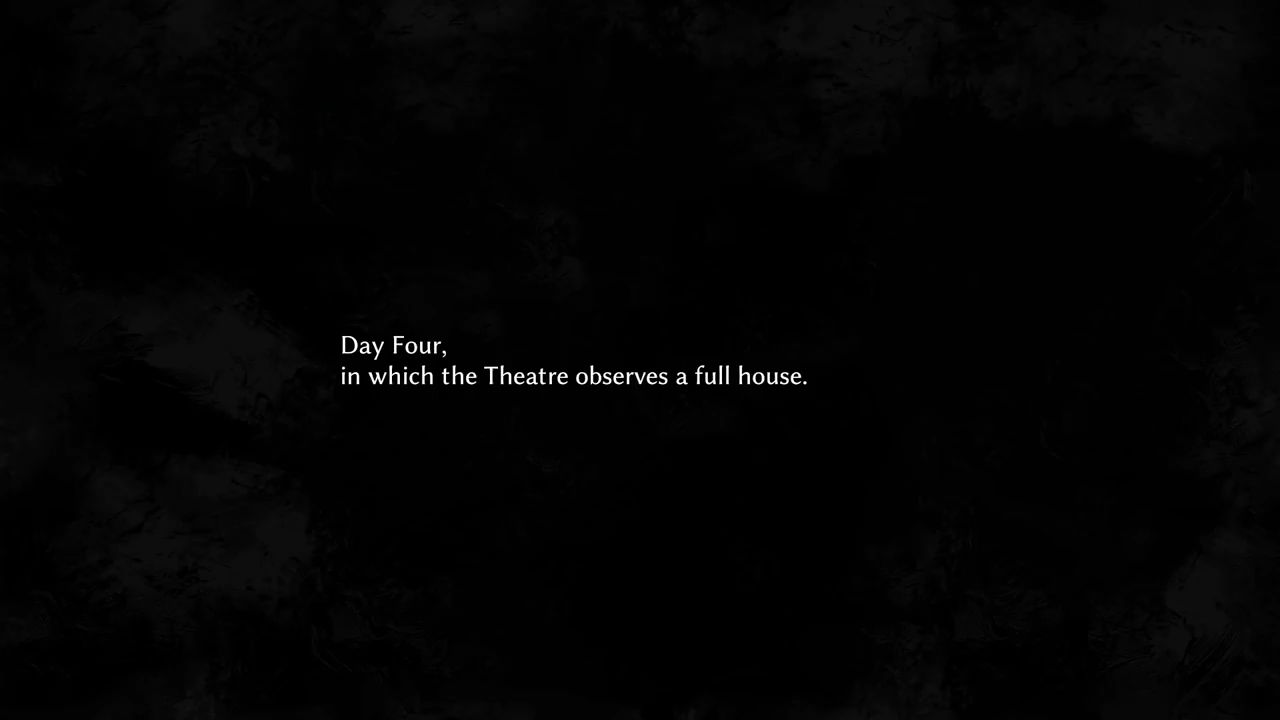 Day Four,
in which the Theatre observes a full house.